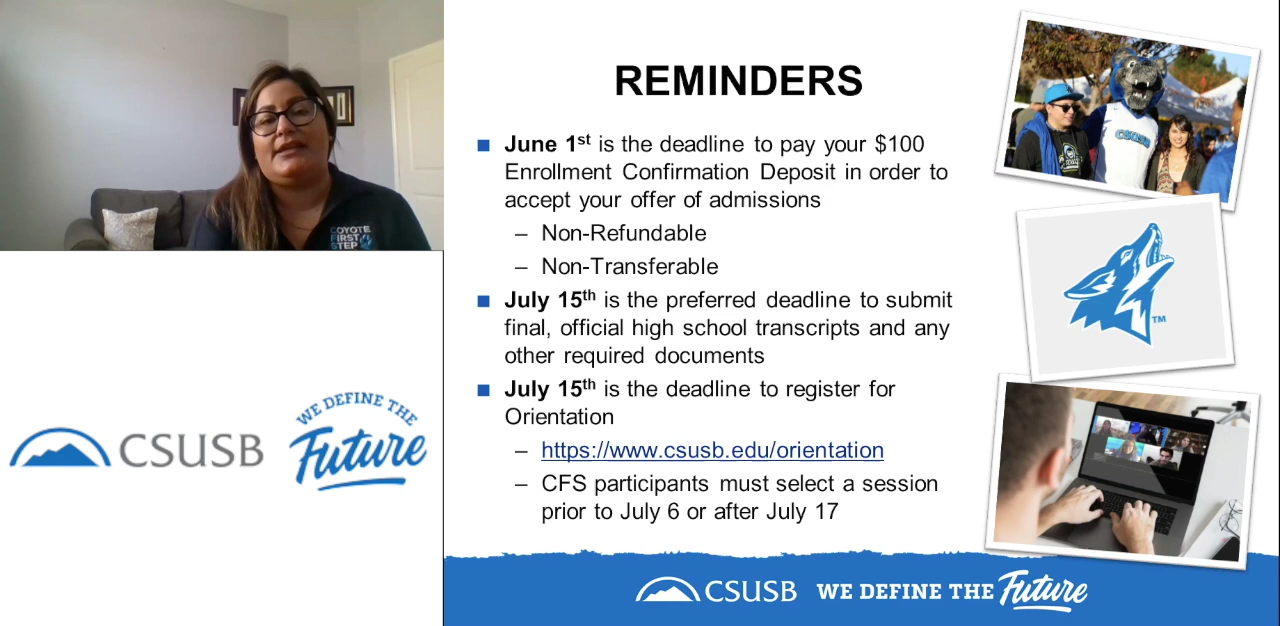 COYOTE
FIRST
STEP
CSUSB
WE DEFINE THE
Future
REMINDERS
■ June 1st is the deadline to pay your $100
Enrollment Confirmation Deposit in order to
accept your offer of admissions
– Non-Refundable
– Non-Transferable
■ July 15th is the preferred deadline to submit
final, official high school transcripts and any
other required documents
■ July 15th is the deadline to register for
Orientation
– https://www.csusb.edu/orientation
– CFS participants must select a session
prior to July 6 or after July 17
CSUSB
TM
CSUSB WE DEFINE THE Future